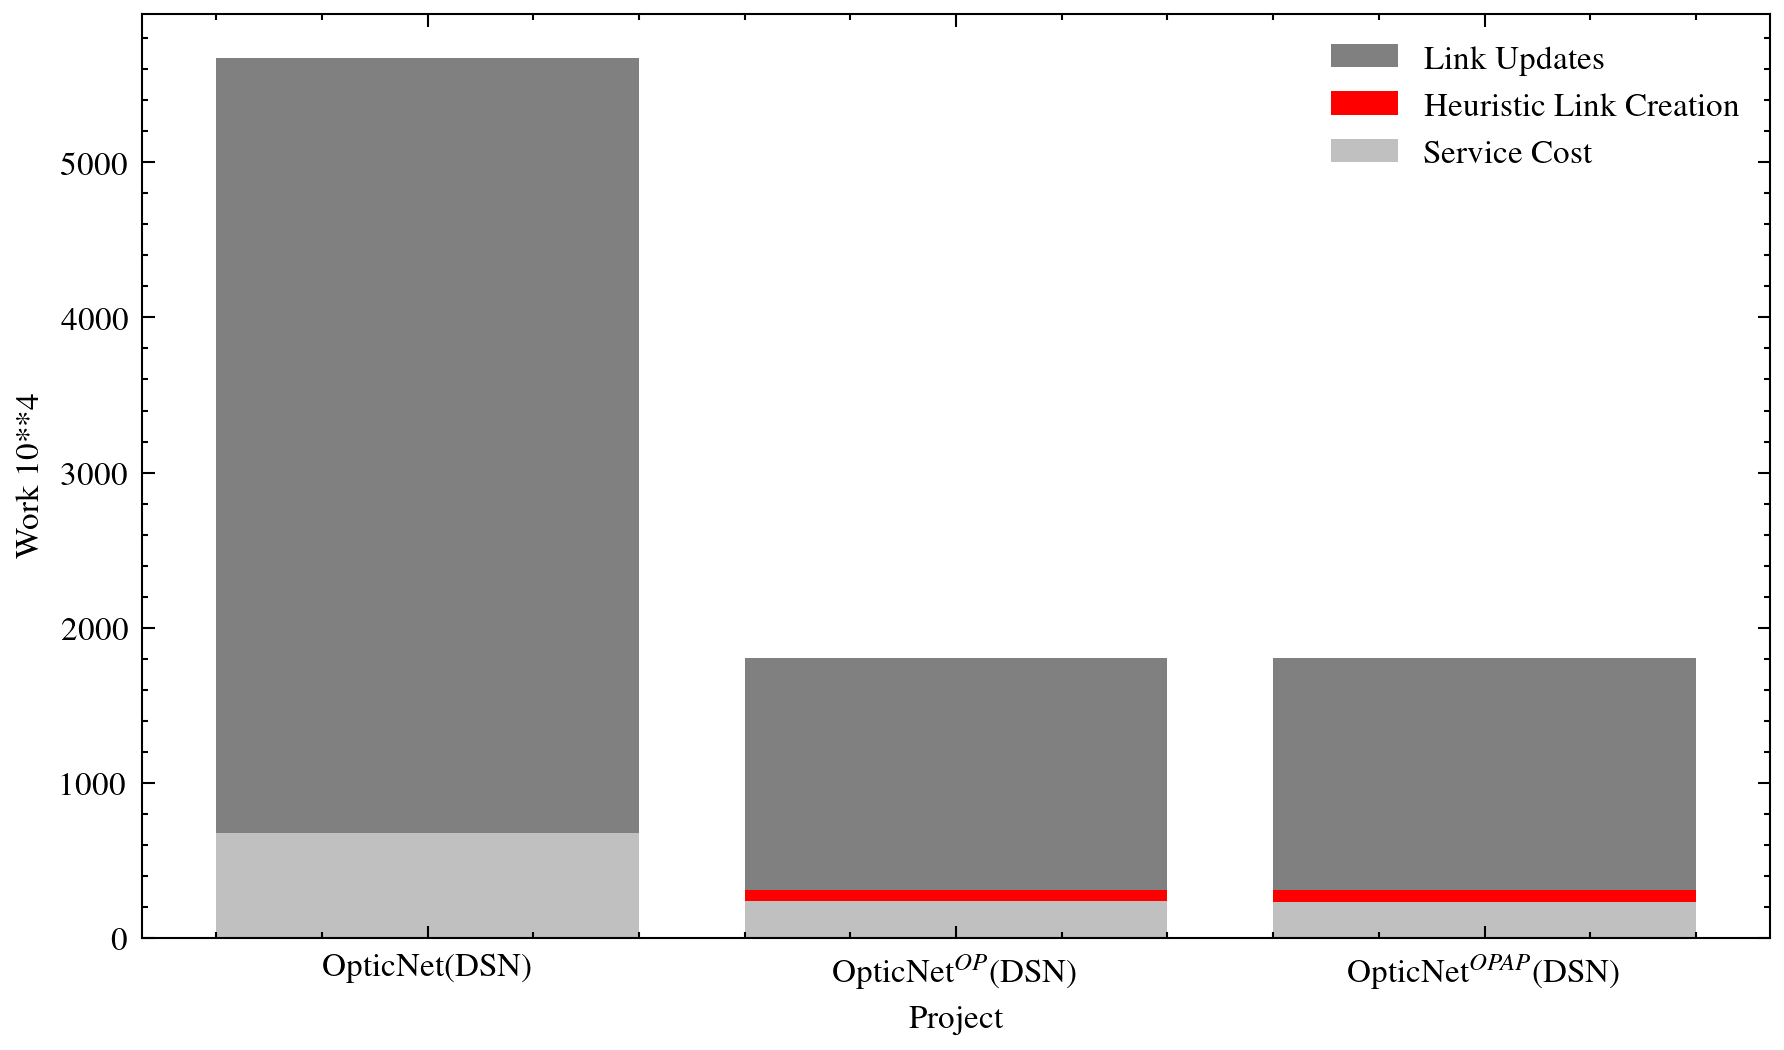 Link Updates
Heuristic Link Creation
Service Cost
5000
4000
3000
2000
1000
0
Work 10**4
OpticNet(DSN)
OpticNet^OP(DSN)
OpticNet^OPAP(DSN)
Project